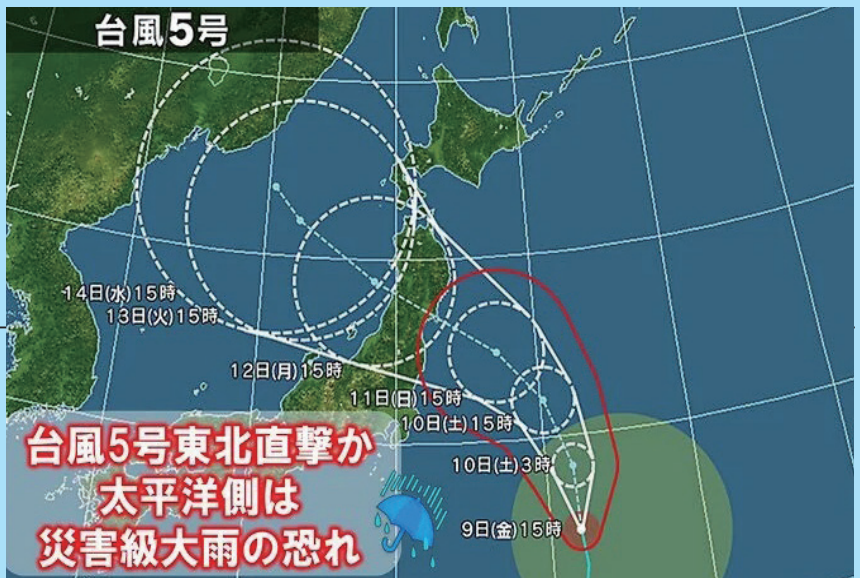 台風5号
14日(水)15時
13日(火)15時
12日(月)15時
11日(日)15時
10日(土)15時
10日(土)3時
9日(金)15時
台風5号東北直撃か
太平洋側は
災害級大雨の恐れ